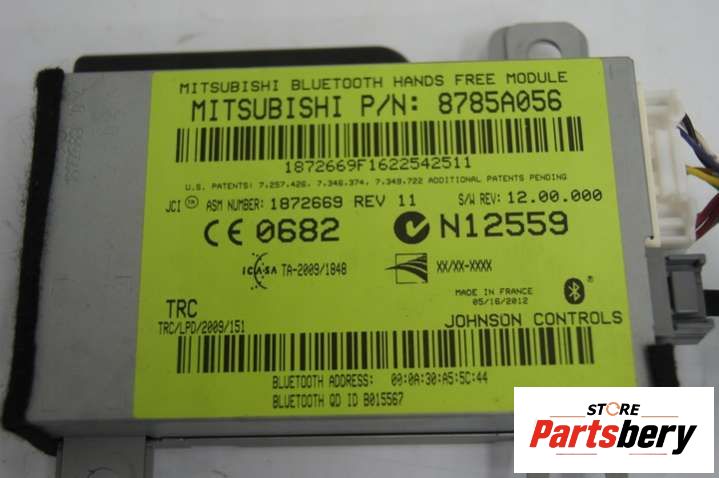 MITSUBISHI BLUETOOTH HANDS FREE MODULE
MITSUBISHI P/N: 8785A056
1872669F1622542511
U.S. PATENTS: 7,257,426, 7,346,374, 7,349,722 ADDITIONAL PATENTS PENDING
JCI ASM NUMBER: 1872669 REV 11 S/W REV: 12.00.000
CE 0682 N12559
ICASA TA-2009/1848 XX/XX-XXXX
MADE IN FRANCE
05/16/2012
TRC
TRC/LPD/2009/151
JOHNSON CONTROLS
BLUETOOTH ADDRESS: 00:0A:30:A5:5C:44
BLUETOOTH QD ID B015567
STORE
Partsbery